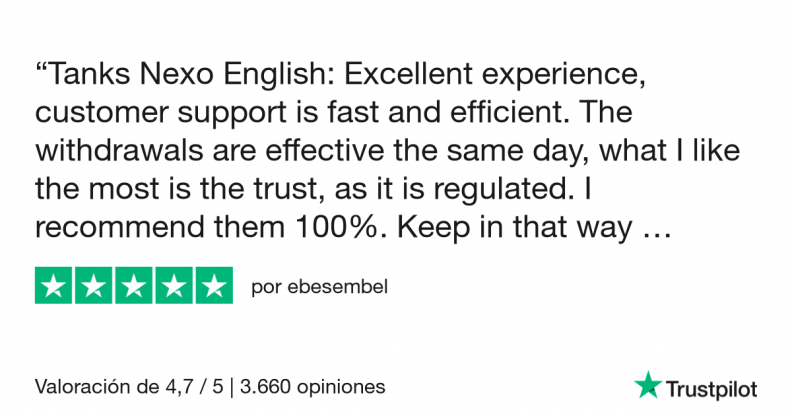 “Tanks Nexo English: Excellent experience,
customer support is fast and efficient. The
withdrawals are effective the same day, what I like
the most is the trust, as it is regulated. I
recommend them 100%. Keep in that way …
por ebesembel
Valoración de 4,7 / 5 | 3.660 opiniones
Trustpilot